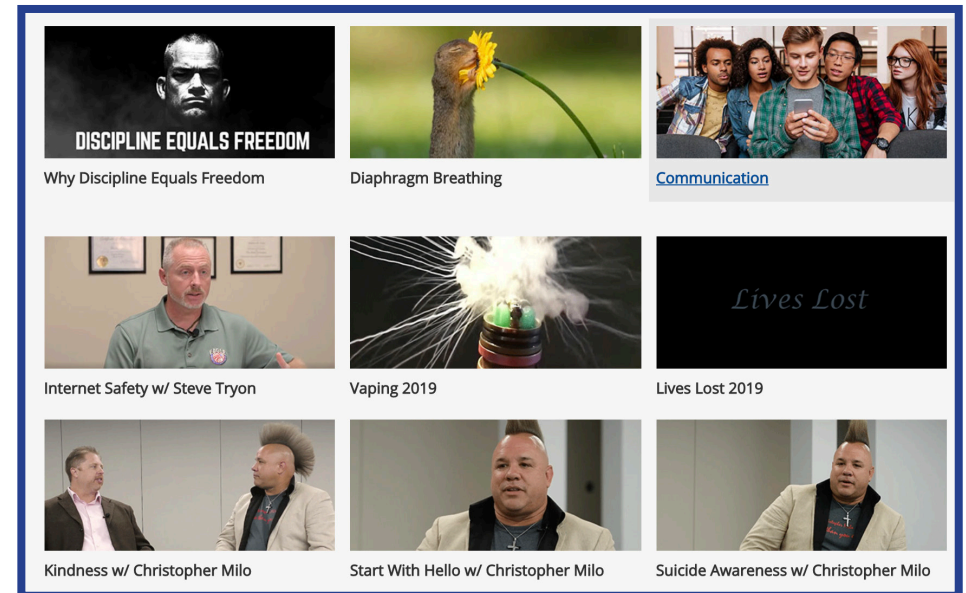 DISCIPLINE EQUALS FREEDOM
Why Discipline Equals Freedom
Diaphragm Breathing
Communication
Lives Lost
Internet Safety w/ Steve Tryon
Vaping 2019
Lives Lost 2019
Kindness w/ Christopher Milo
Start With Hello w/ Christopher Milo
Suicide Awareness w/ Christopher Milo